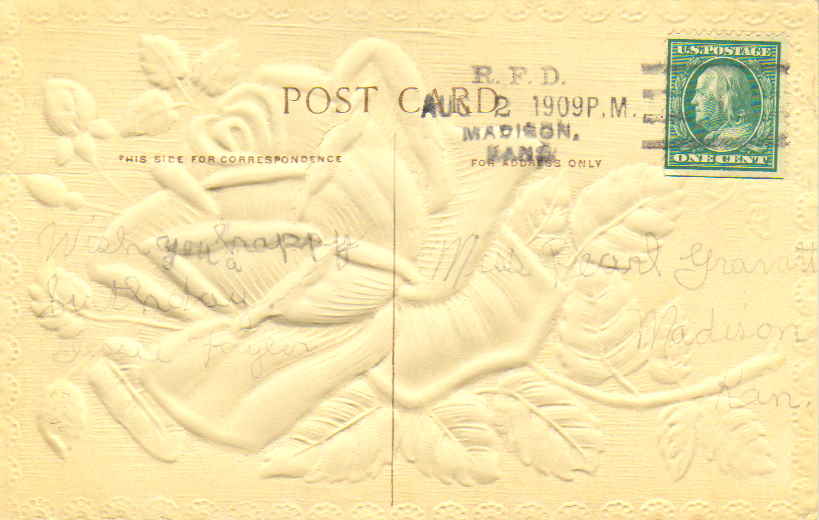 R.F.D.
POST CARD
AUG 2 1909 P.M.
MADISON,
KANS.
U.S. POSTAGE
ONE CENT
THIS SIDE FOR CORRESPONDENCE
FOR ADDRESS ONLY
Wish you happy
a
birthday
Miss Pearl Gravatt
Madison
Kan.